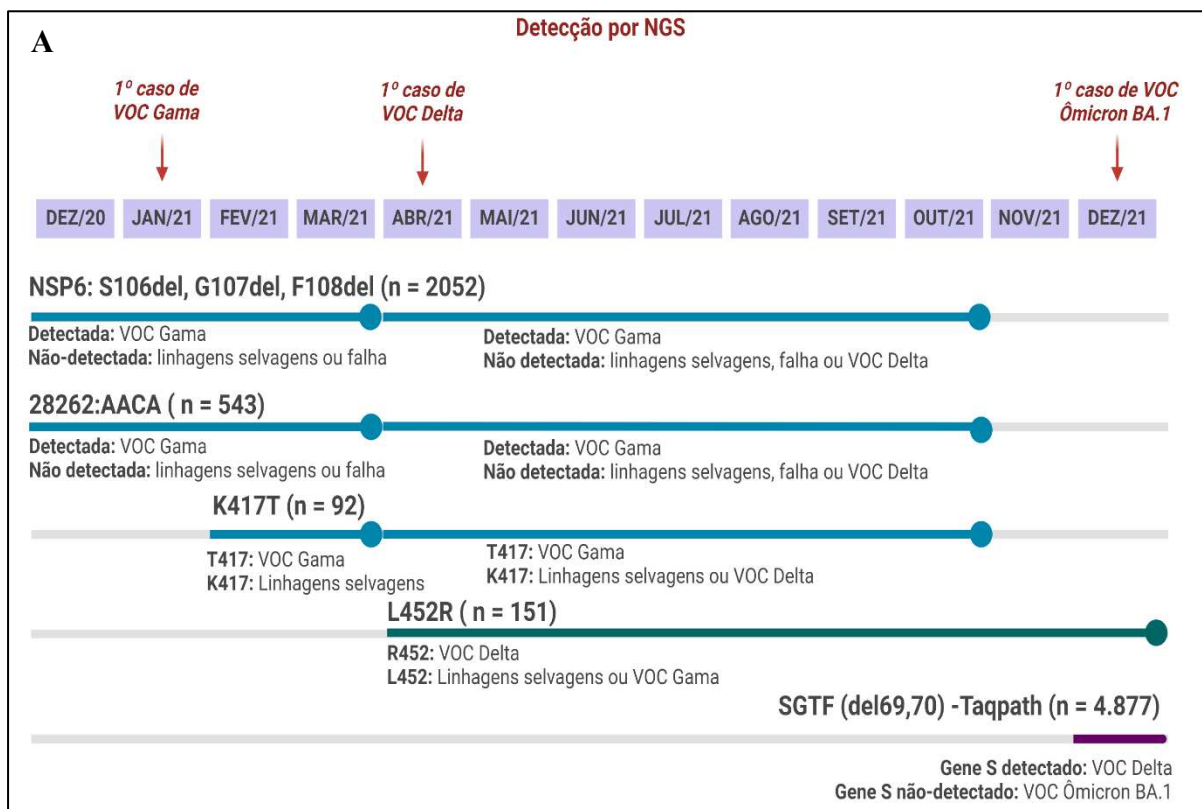 A
Detecção por NGS
1º caso de
VOC Gama
1º caso de
VOC Delta
1º caso de VOC
Ômicron BA.1
DEZ/20 JAN/21 FEV/21 MAR/21 ABR/21 MAI/21 JUN/21 JUL/21 AGO/21 SET/21 OUT/21 NOV/21 DEZ/21
NSP6: S106del, G107del, F108del (n = 2052)
Detectada: VOC Gama
Não-detectada: linhagens selvagens ou falha
Detectada: VOC Gama
Não detectada: linhagens selvagens, falha ou VOC Delta
28262:AACA ( n = 543)
Detectada: VOC Gama
Não detectada: linhagens selvagens ou falha
Detectada: VOC Gama
Não detectada: linhagens selvagens, falha ou VOC Delta
K417T (n = 92)
T417: VOC Gama
K417: Linhagens selvagens
T417: VOC Gama
K417: Linhagens selvagens ou VOC Delta
L452R ( n = 151)
R452: VOC Delta
L452: Linhagens selvagens ou VOC Gama
SGTF (del69,70) -Taqpath (n = 4.877)
Gene S detectado: VOC Delta
Gene S não-detectado: VOC Ômicron BA.1